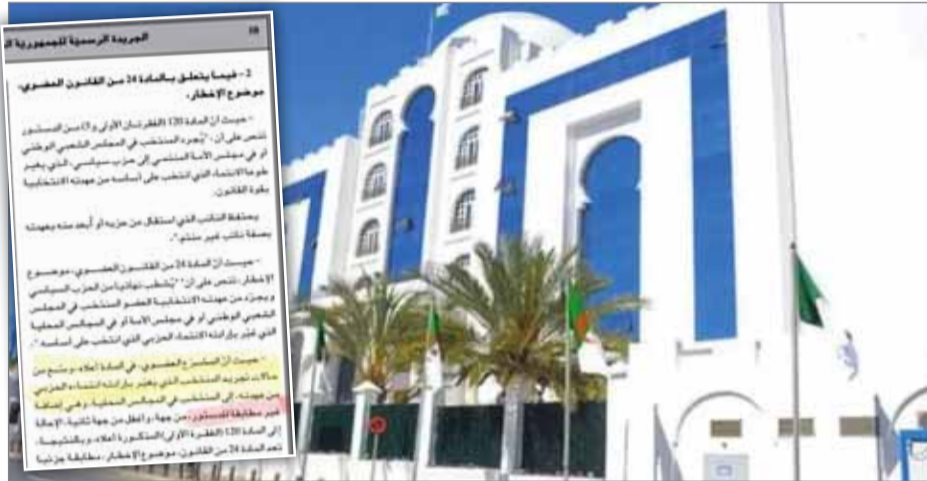 10
الجريدة الرسمية للجمهورية ال
2 - فيما يتعلق بالمادة 24 من القانون العضوي،
موضوع الإخطار.
- حيث أن المادة 120 (الفقرتان الأولى و3) من الدستور
تنص على أن : "يُجرد المنتخب في المجلس الشعبي الوطني
أو في مجلس الأمة المنتمي إلى حزب سياسي، الذي يغير
طوعا الانتماء الذي انتخب على أساسه من عهدته الانتخابية
بقوة القانون.
يحتفظ النائب الذي استقال من حزبه أو أبعد منه بعهدته
بصفة نائب غير منتم".
- حيث أن المادة 24 من القانون العضوي، موضوع
الإخطار، تنص على أن : "يُشطب نهائيا من الحزب السياسي
ويجرّد من عهدته الانتخابية العضو المنتخب في المجلس
الشعبي الوطني أو في مجلس الأمة أو في المجالس المحلية
الذي غيّر بإرادته الانتماء الحزبي الذي انتخب على أساسه".
- حيث أن المشرع العضوي، في المادة أعلاه، وسّع من
حالات تجريد المنتخب الذي يغير بإرادته انتماءه الحزبي
من عهدته، إلى المنتخب في المجالس المحلية، وهي إضافة
غير مطابقة للدستور، من جهة، وأغفل من جهة ثانية، الإحالة
إلى المادة 120 (الفقرة الأولى) المذكورة أعلاه، وبالنتيجة،
تعد المادة 24 من القانون، موضوع الإخطار، مطابقة جزئيا